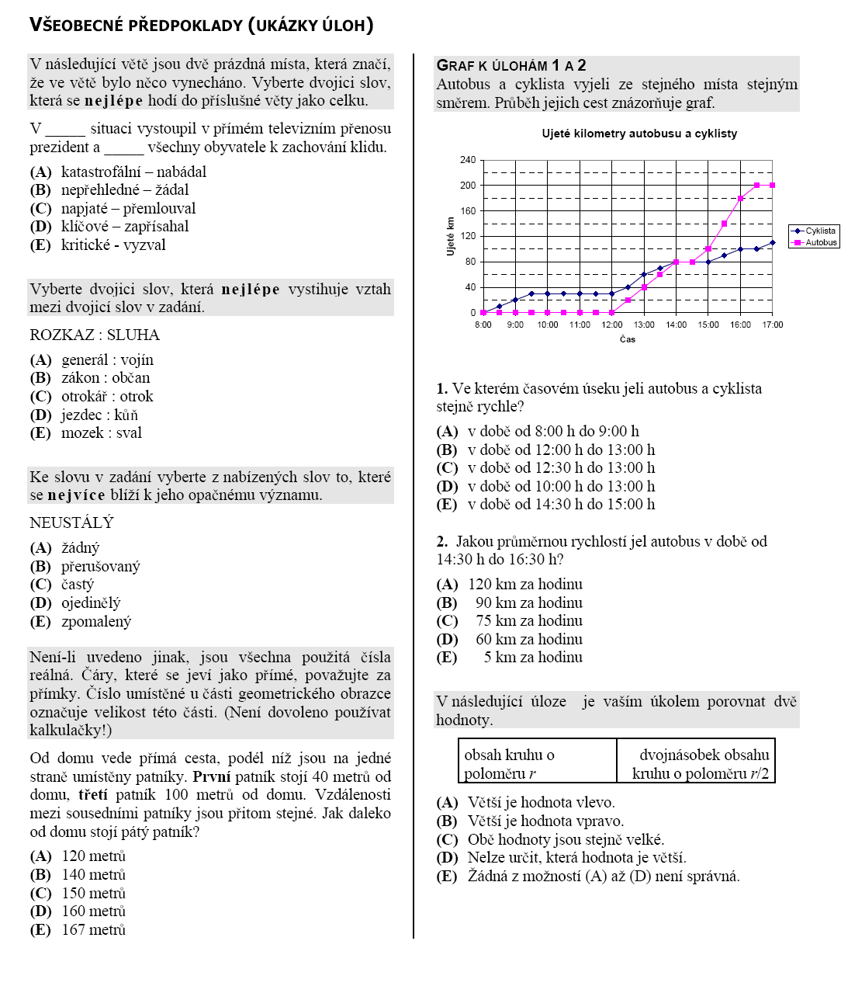 VŠEOBECNÉ PŘEDPOKLADY (UKÁZKY ÚLOH)
V následující větě jsou dvě prázdná místa, která značí,
že ve větě bylo něco vynecháno. Vyberte dvojici slov,
která se nejlépe hodí do příslušné věty jako celku.
V _____ situaci vystoupil v přímém televizním přenosu
prezident a _____ všechny obyvatele k zachování klidu.
(A) katastrofální – nabádal
(B) nepřehledné – žádal
(C) napjaté – přemlouval
(D) klíčové – zapřísahal
(E) kritické - vyzval
Vyberte dvojici slov, která nejlépe vystihuje vztah
mezi dvojicí slov v zadání.
ROZKAZ : SLUHA
(A) generál : vojín
(B) zákon : občan
(C) otrokář : otrok
(D) jezdec : kůň
(E) mozek : sval
Ke slovu v zadání vyberte z nabízených slov to, které
se nejvíce blíží k jeho opačnému významu.
NEUSTÁLÝ
(A) žádný
(B) přerušovaný
(C) častý
(D) ojedinělý
(E) zpomalený
Není-li uvedeno jinak, jsou všechna použitá čísla
reálná. Čáry, které se jeví jako přímé, považujte za
přímky. Číslo umístěné u části geometrického obrazce
označuje velikost této části. (Není dovoleno používat
kalkulačky!)
Od domu vede přímá cesta, podél níž jsou na jedné
straně umístěny patníky. První patník stojí 40 metrů od
domu, třetí patník 100 metrů od domu. Vzdálenosti
mezi sousedními patníky jsou přitom stejné. Jak daleko
od domu stojí pátý patník?
(A) 120 metrů
(B) 140 metrů
(C) 150 metrů
(D) 160 metrů
(E) 167 metrů
GRAF K ÚLOHÁM 1 A 2
Autobus a cyklista vyjeli ze stejného místa stejným
směrem. Průběh jejich cest znázorňuje graf.
Ujeté kilometry autobusu a cyklisty
240
200
160
120
80
40
0
Ujeté km
8:00 9:00 10:00 11:00 12:00 13:00 14:00 15:00 16:00 17:00
Čas
Cyklista
Autobus
1. Ve kterém časovém úseku jeli autobus a cyklista
stejně rychle?
(A) v době od 8:00 h do 9:00 h
(B) v době od 12:00 h do 13:00 h
(C) v době od 12:30 h do 13:00 h
(D) v době od 10:00 h do 13:00 h
(E) v době od 14:30 h do 15:00 h
2. Jakou průměrnou rychlostí jel autobus v době od
14:30 h do 16:30 h?
(A) 120 km za hodinu
(B) 90 km za hodinu
(C) 75 km za hodinu
(D) 60 km za hodinu
(E) 5 km za hodinu
V následující úloze je vaším úkolem porovnat dvě
hodnoty.
obsah kruhu o
poloměru r
dvojnásobek obsahu
kruhu o poloměru r/2
(A) Větší je hodnota vlevo.
(B) Větší je hodnota vpravo.
(C) Obě hodnoty jsou stejně velké.
(D) Nelze určit, která hodnota je větší.
(E) Žádná z možností (A) až (D) není správná.